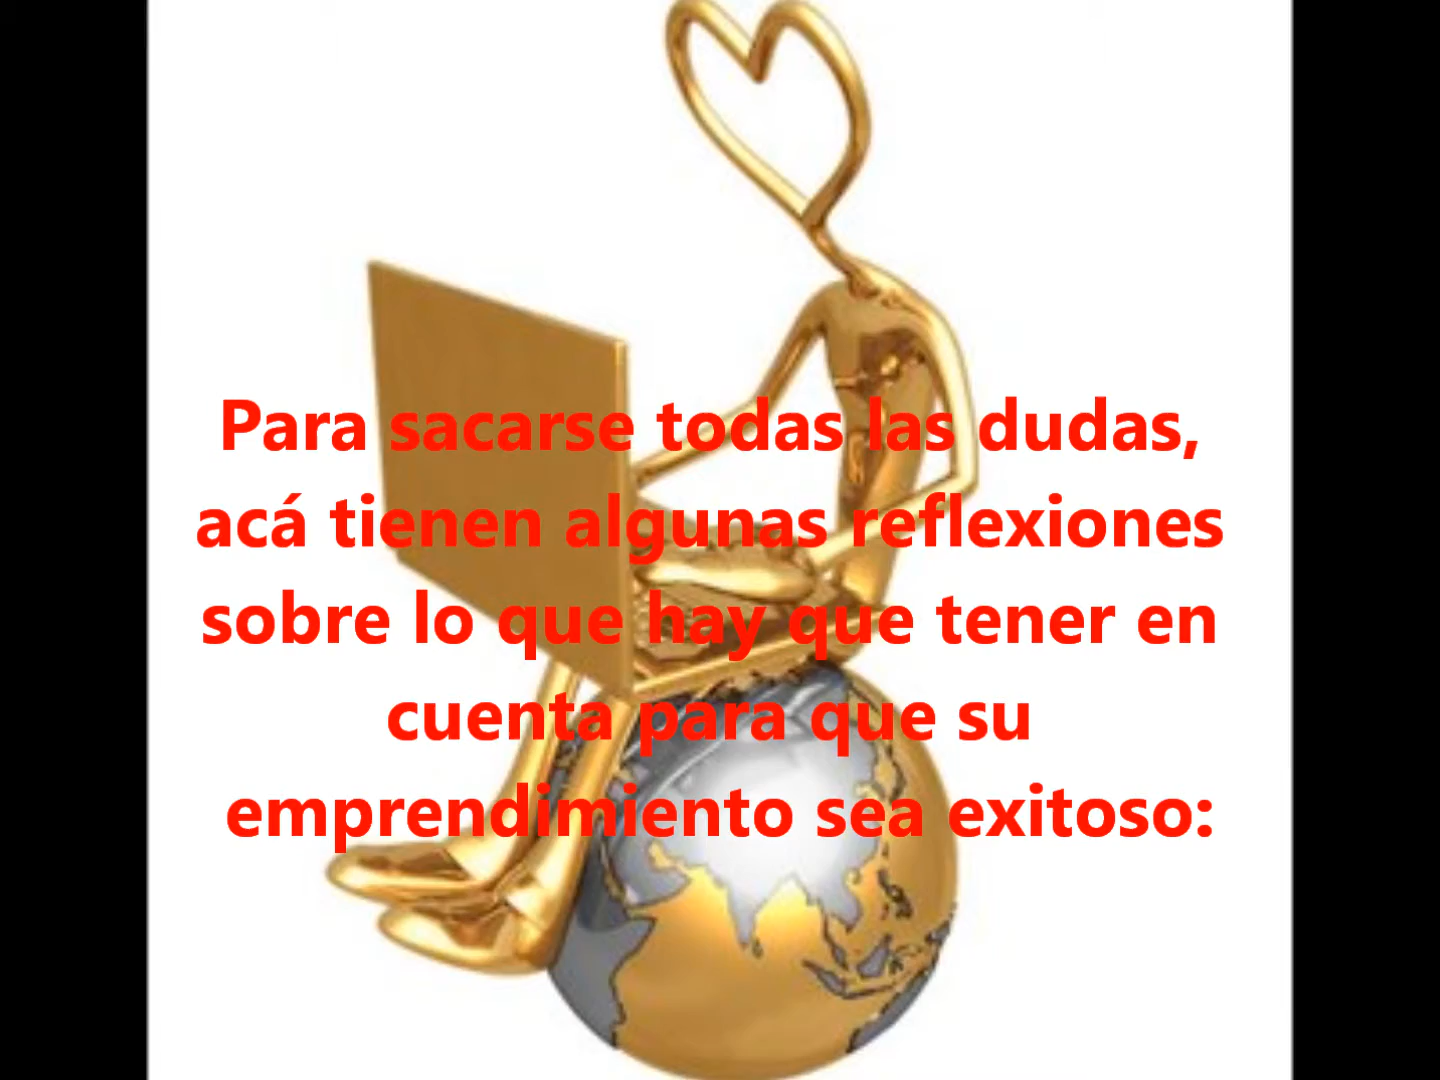 Para sacarse todas las dudas,
acá tienen algunas reflexiones
sobre lo que hay que tener en
cuenta para que su
emprendimiento sea exitoso: